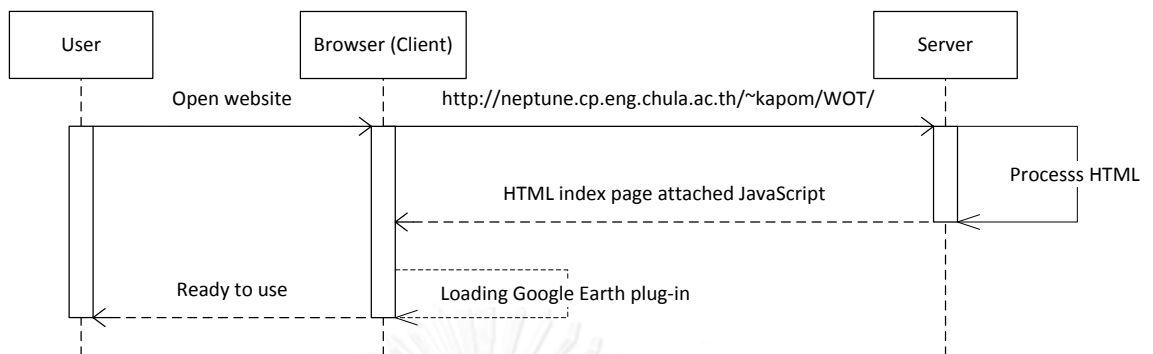 User
Browser (Client)
Server
Open website
http://neptune.cp.eng.chula.ac.th/~kapom/WOT/
Processs HTML
HTML index page attached JavaScript
Ready to use
Loading Google Earth plug-in